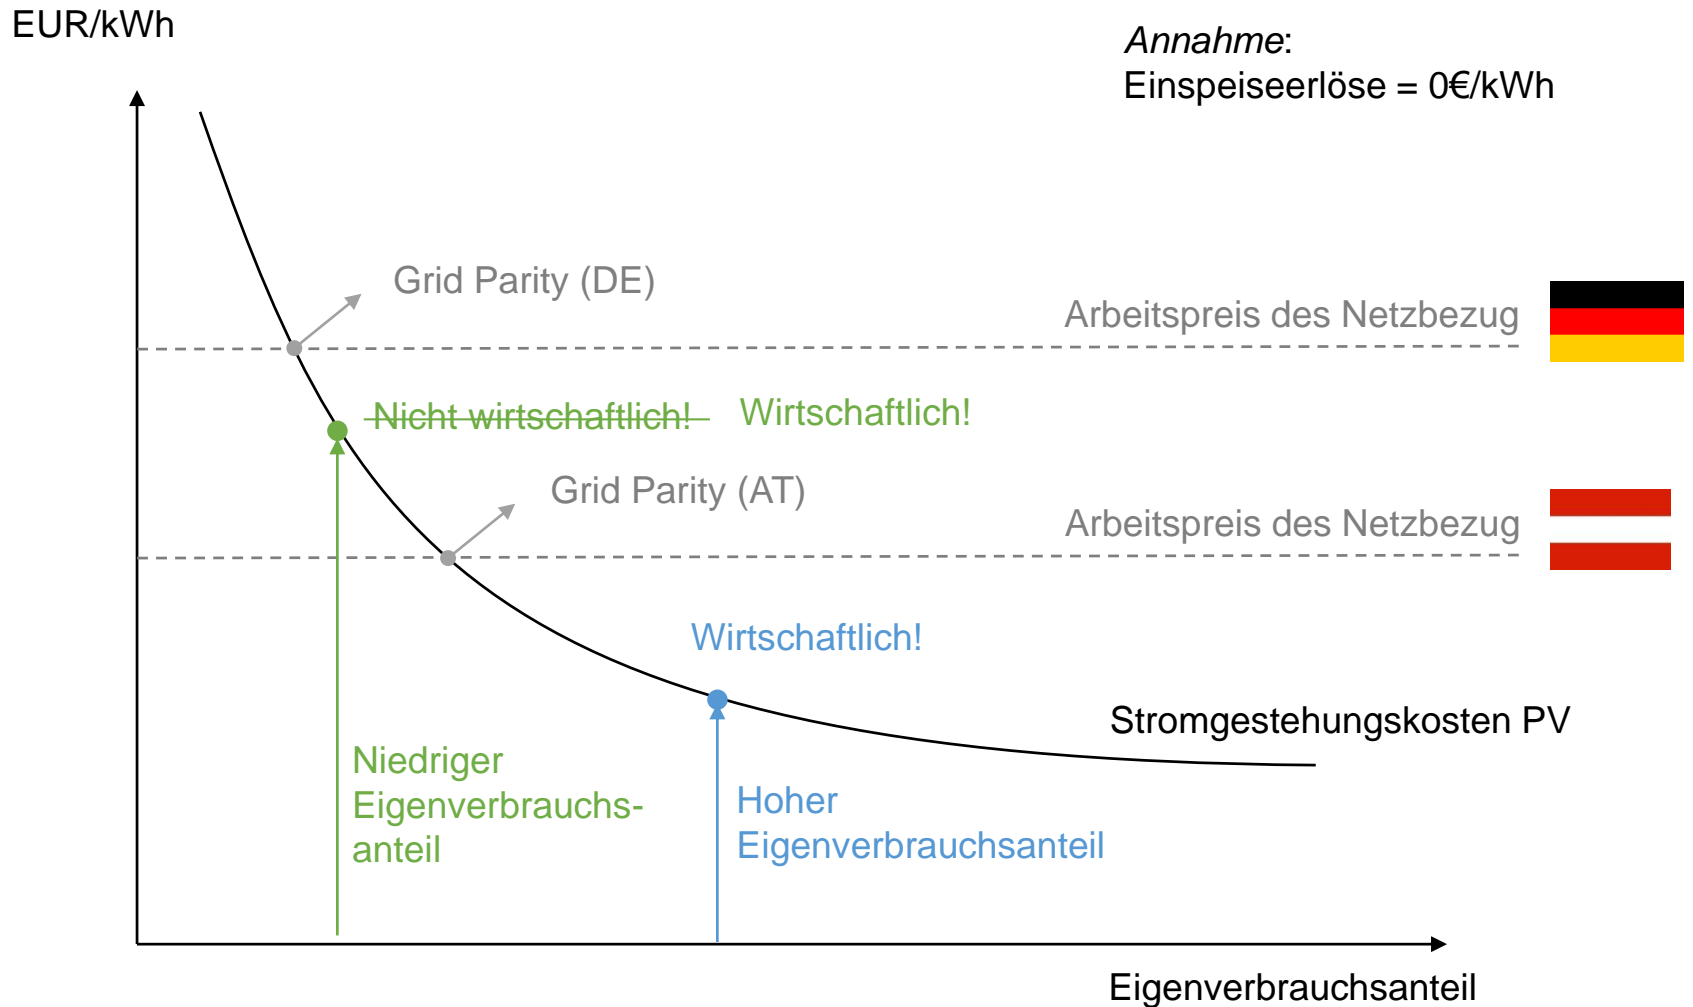 EUR/kWh
Annahme:
Einspeiseerlöse = 0€/kWh
Grid Parity (DE)
Arbeitspreis des Netzbezug
Nicht wirtschaftlich! Wirtschaftlich!
Grid Parity (AT)
Arbeitspreis des Netzbezug
Wirtschaftlich!
Stromgestehungskosten PV
Niedriger
Eigenverbrauchs-
anteil
Hoher
Eigenverbrauchsanteil
Eigenverbrauchsanteil